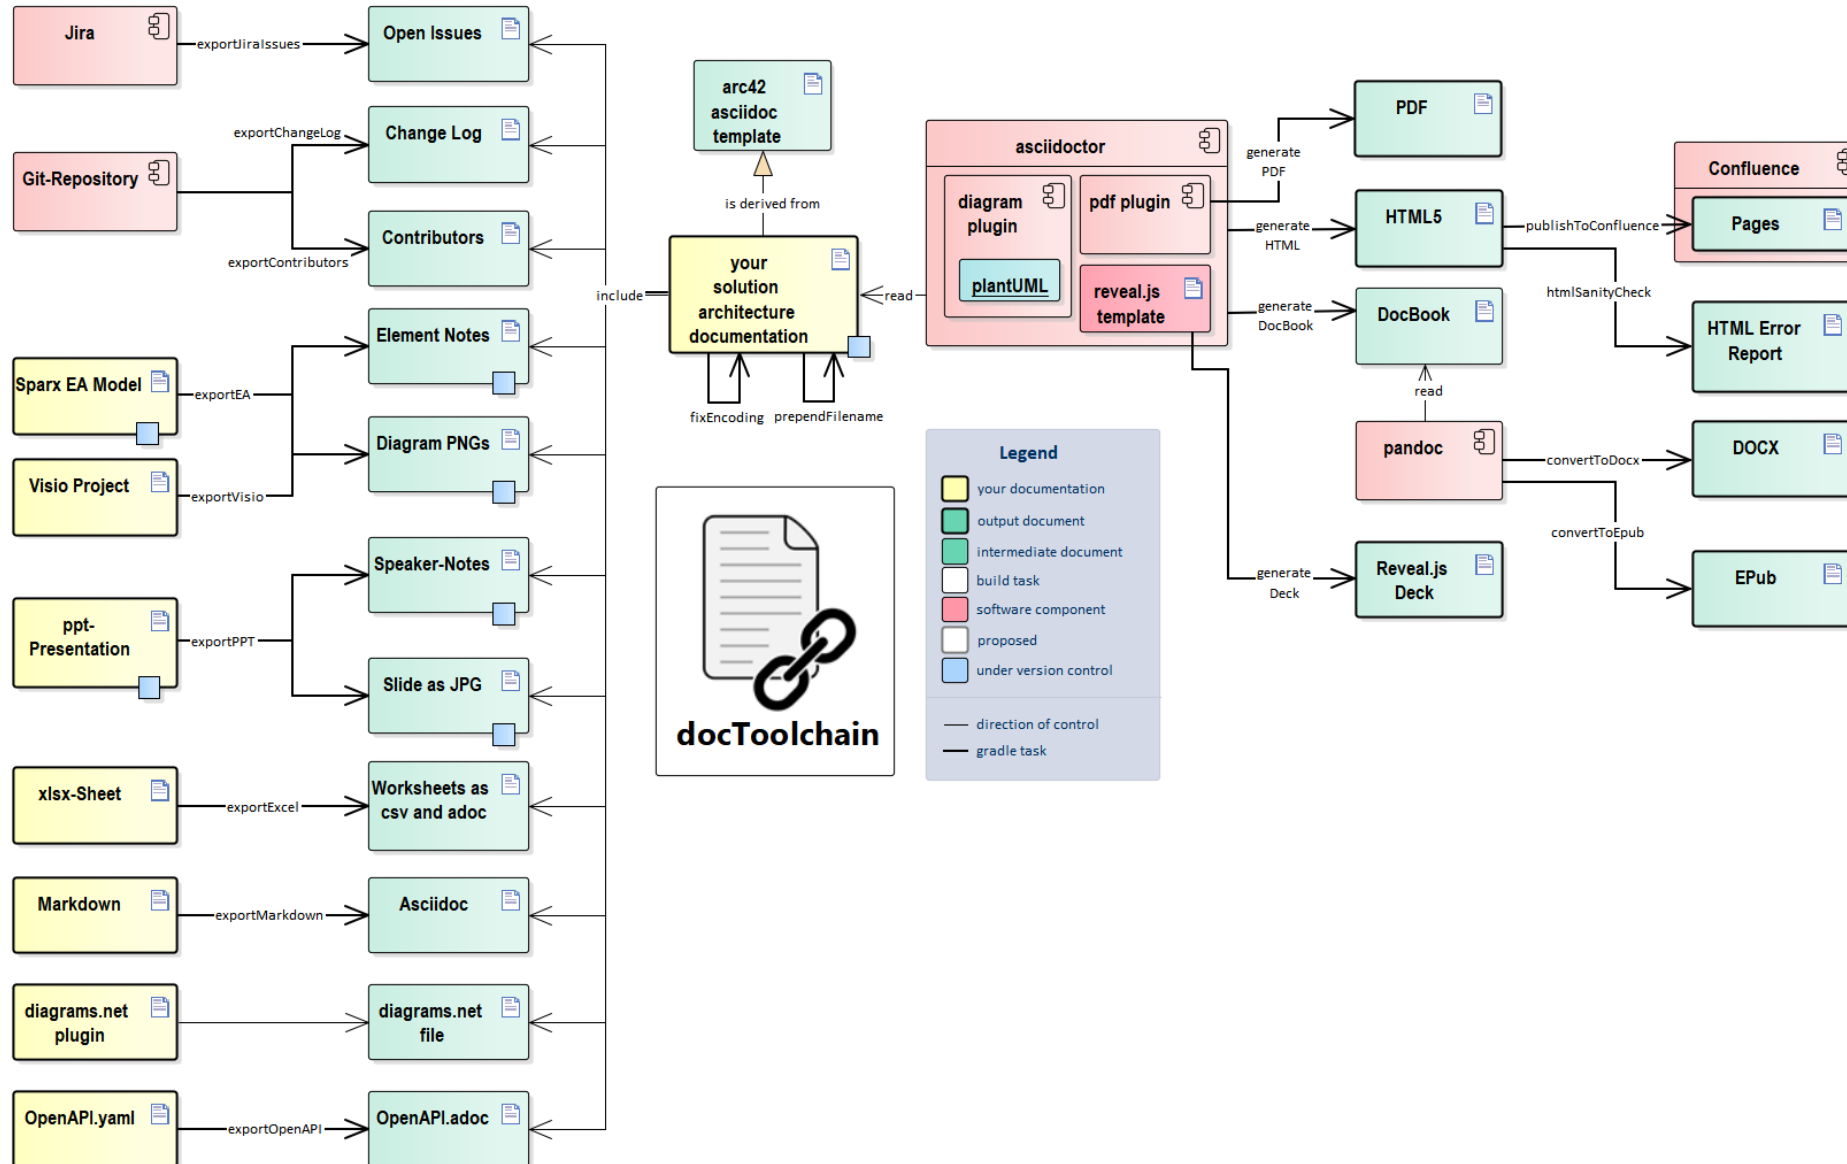 Jira
exportJiraIssues
Open Issues
Git-Repository
exportChangeLog
Change Log
exportContributors
Contributors
Sparx EA Model
exportEA
Element Notes
Visio Project
exportVisio
Diagram PNGs
ppt-
Presentation
exportPPT
Speaker-Notes
Slide as JPG
xlsx-Sheet
exportExcel
Worksheets as
csv and adoc
Markdown
exportMarkdown
Asciidoc
diagrams.net
plugin
diagrams.net
file
OpenAPI.yaml
exportOpenAPI
OpenAPI.adoc
include
arc42
asciidoc
template
is derived from
your
solution
architecture
documentation
fixEncoding
prependFilename
read
docToolchain
asciidoctor
diagram
plugin
plantUML
pdf plugin
reveal.js
template
Legend
your documentation
output document
intermediate document
build task
software component
proposed
under version control
direction of control
gradle task
generate
PDF
PDF
generate
HTML
HTML5
generate
DocBook
DocBook
read
pandoc
generate
Deck
Reveal.js
Deck
publishToConfluence
Confluence
Pages
htmlSanityCheck
HTML Error
Report
convertToDocx
DOCX
convertToEpub
EPub